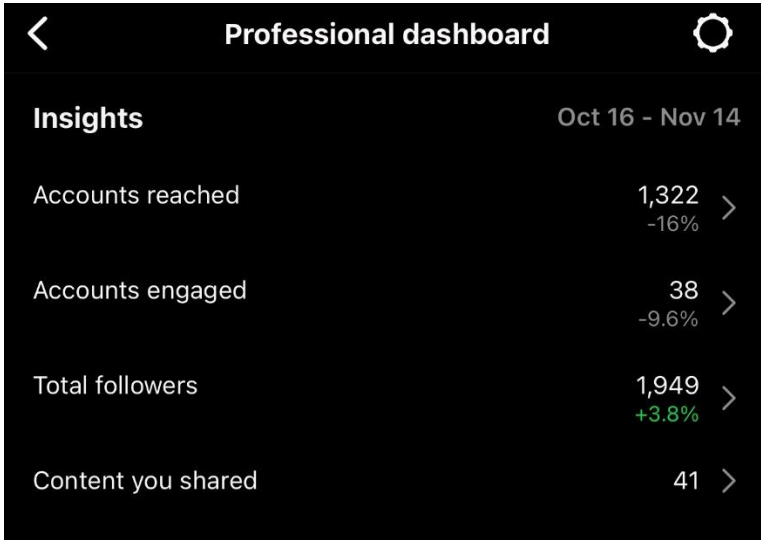 Professional dashboard
Insights
Oct 16 - Nov 14
Accounts reached
1,322
-16%
Accounts engaged
38
-9.6%
Total followers
1,949
+3.8%
Content you shared
41